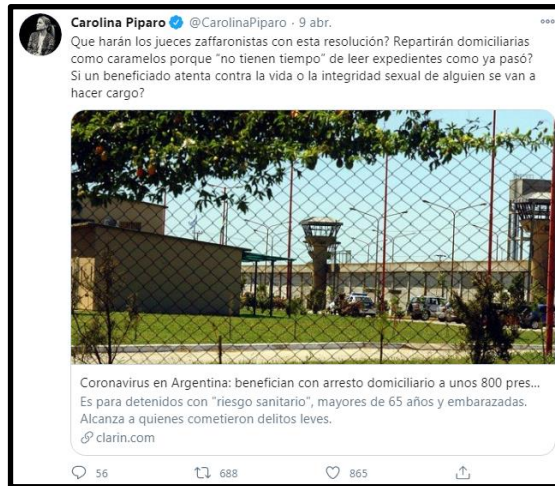 Carolina Piparo @CarolinaPiparo · 9 abr.
Que harán los jueces zaffaronistas con esta resolución? Repartirán domiciliarias
como caramelos porque "no tienen tiempo" de leer expedientes como ya pasó?
Si un beneficiado atenta contra la vida o la integridad sexual de alguien se van a
hacer cargo?
Coronavirus en Argentina: benefician con arresto domiciliario a unos 800 pres...
Es para detenidos con "riesgo sanitario", mayores de 65 años y embarazadas.
Alcanza a quienes cometieron delitos leves.
clarin.com
56 688 865